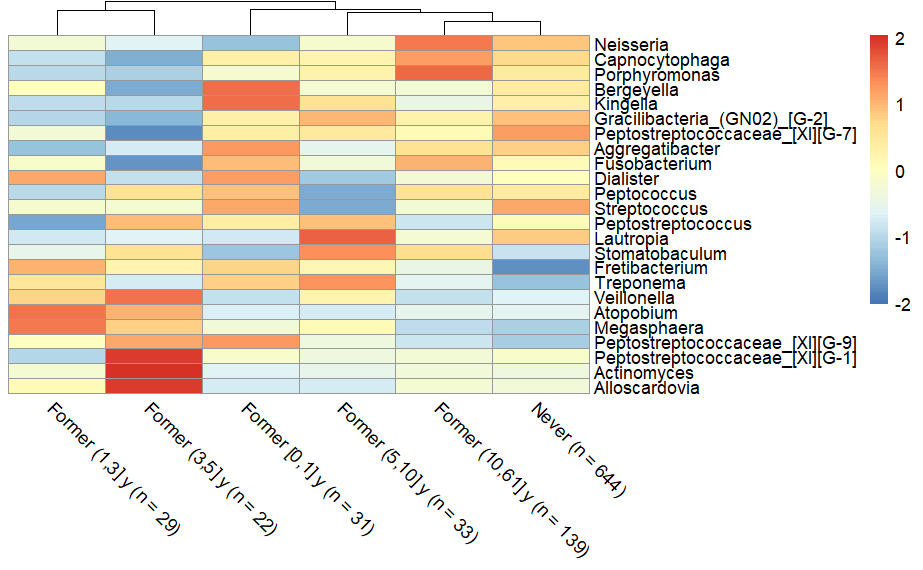 Neisseria
Capnocytophaga
Porphyromonas
Bergeyella
Kingella
Gracilibacteria_(GN02)_[G-2]
Peptostreptococcaceae_[XI][G-7]
Aggregatibacter
Fusobacterium
Dialister
Peptococcus
Streptococcus
Peptostreptococcus
Lautropia
Stomatobaculum
Fretibacterium
Treponema
Veillonella
Atopobium
Megasphaera
Peptostreptococcaceae_[XI][G-9]
Peptostreptococcaceae_[XI][G-1]
Actinomyces
Alloscardovia
2
1
0
-1
-2
Former (1,3] y (n = 29)
Former (3,5] y (n = 22)
Former [0,1] y (n = 31)
Former (5,10] y (n = 33)
Former (10,61] y (n = 139)
Never (n = 644)